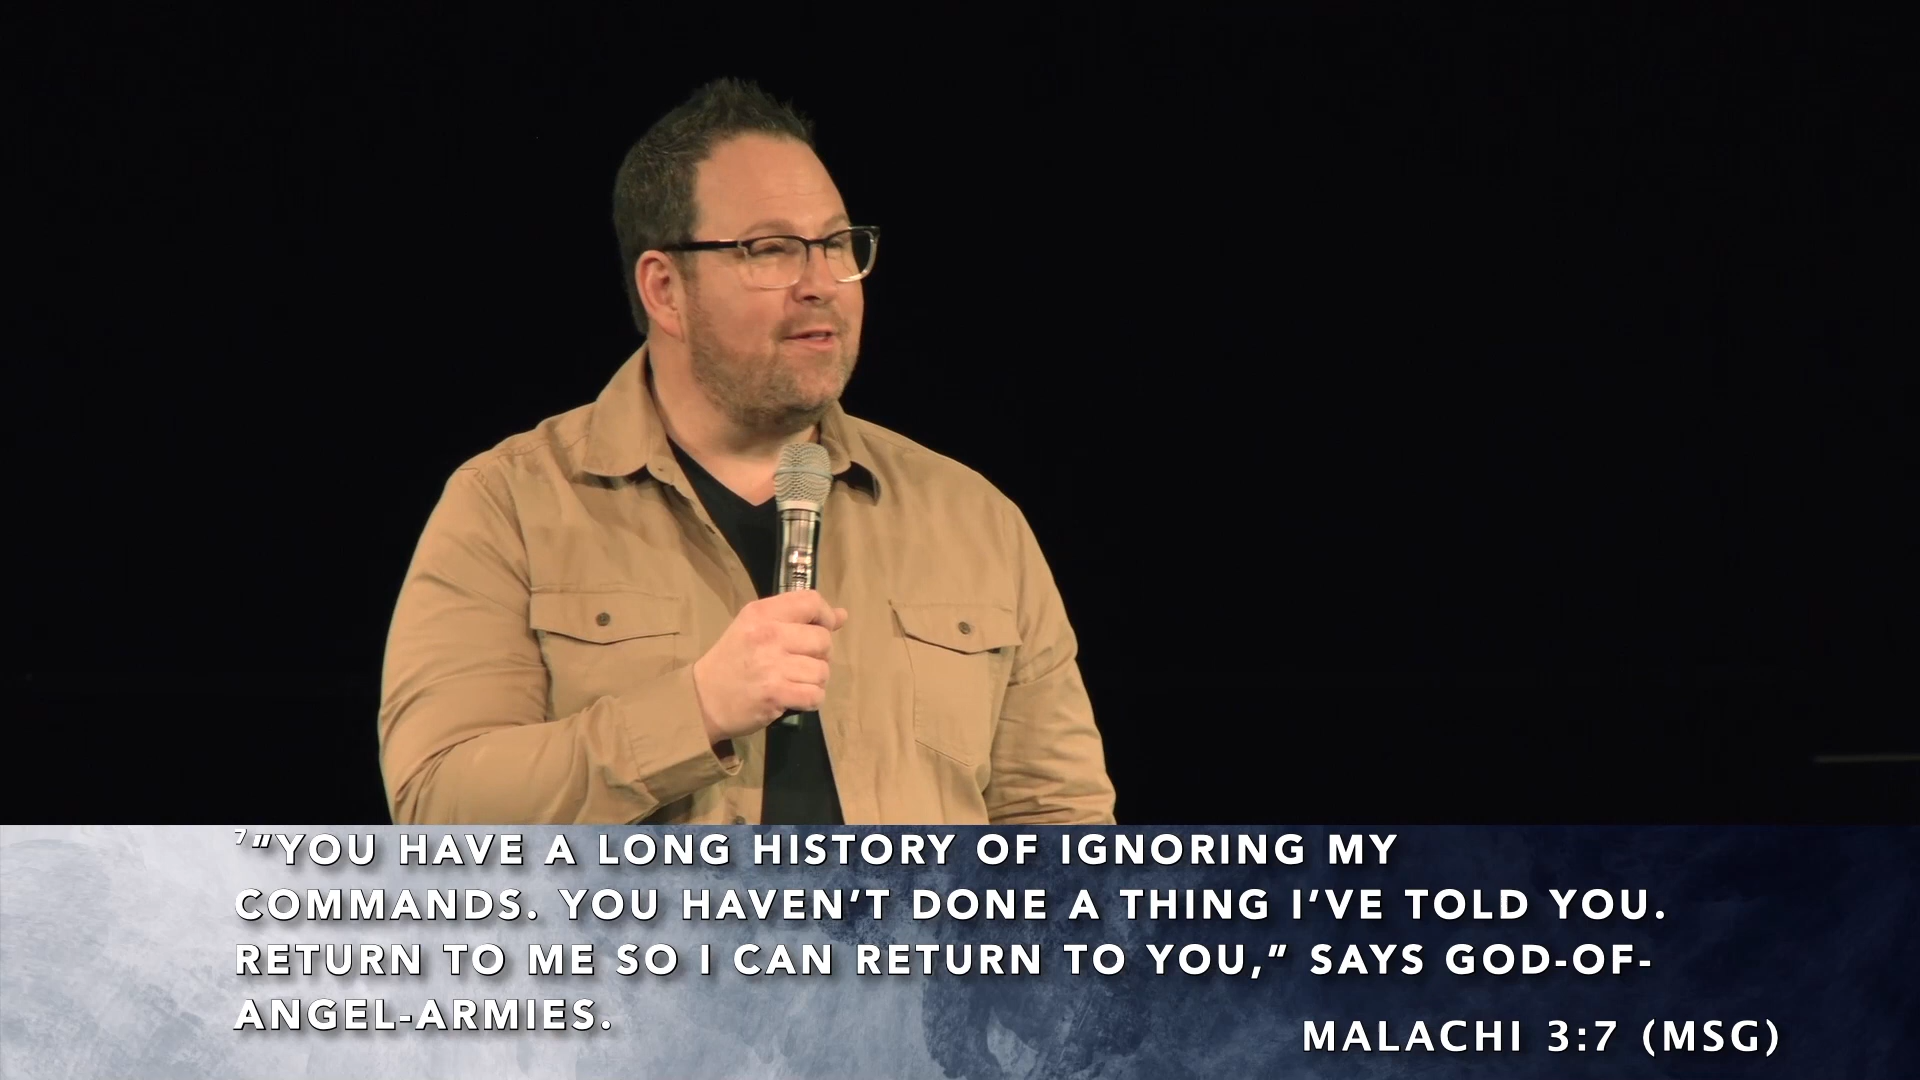 7"YOU HAVE A LONG HISTORY OF IGNORING MY
COMMANDS. YOU HAVEN'T DONE A THING I'VE TOLD YOU.
RETURN TO ME SO I CAN RETURN TO YOU," SAYS GOD-OF-
ANGEL-ARMIES.
MALACHI 3:7 (MSG)